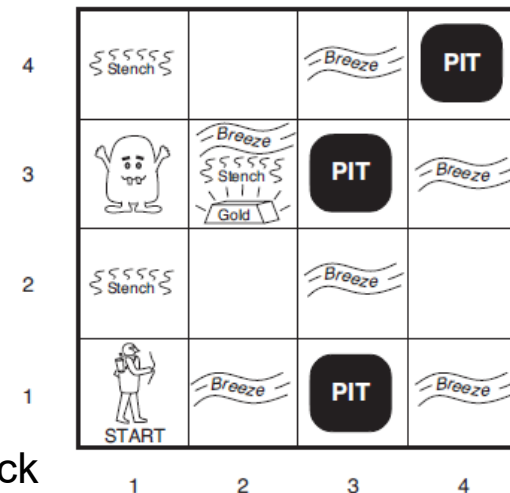 4 Stench Breeze PIT
Breeze
3 Stench PIT Breeze
Gold
2 Stench Breeze
1 Breeze PIT Breeze
START
ck
1 2 3 4